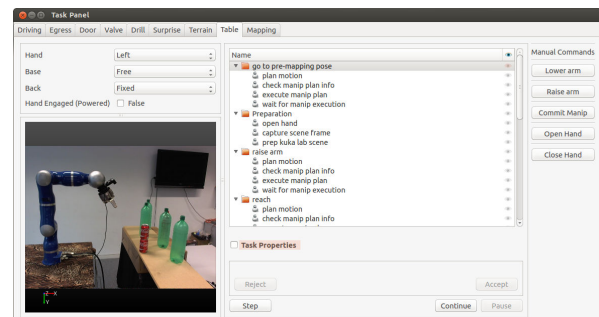 Task Panel
Driving Egress Door Valve Drill Surprise Terrain Table Mapping
Hand Left
Base Free
Back Fixed
Hand Engaged (Powered) False
Name
go to pre-mapping pose
plan motion
check manip plan info
execute manip plan
wait for manip execution
Preparation
open hand
capture scene frame
prep kuka lab scene
raise arm
plan motion
check manip plan info
execute manip plan
wait for manip execution
reach
plan motion
check manip plan info
Task Properties
Reject Accept
Step Continue Pause
Manual Commands
Lower arm
Raise arm
Commit Manip
Open Hand
Close Hand
Z X
Y